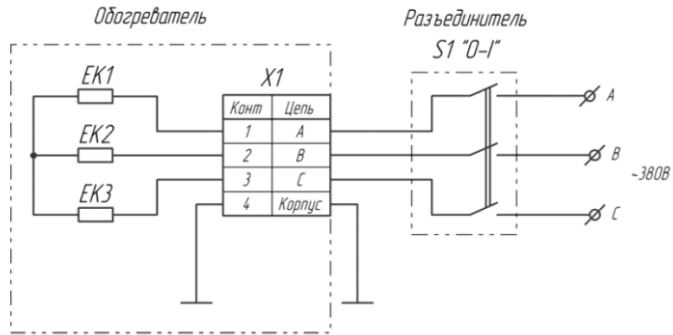 Обогреватель
Разъединитель
S1 "0-I"
EK1
EK2
EK3
X1
Конт Цепь
1 A
2 B
3 C
4 Корпус
A
B
C
~380В